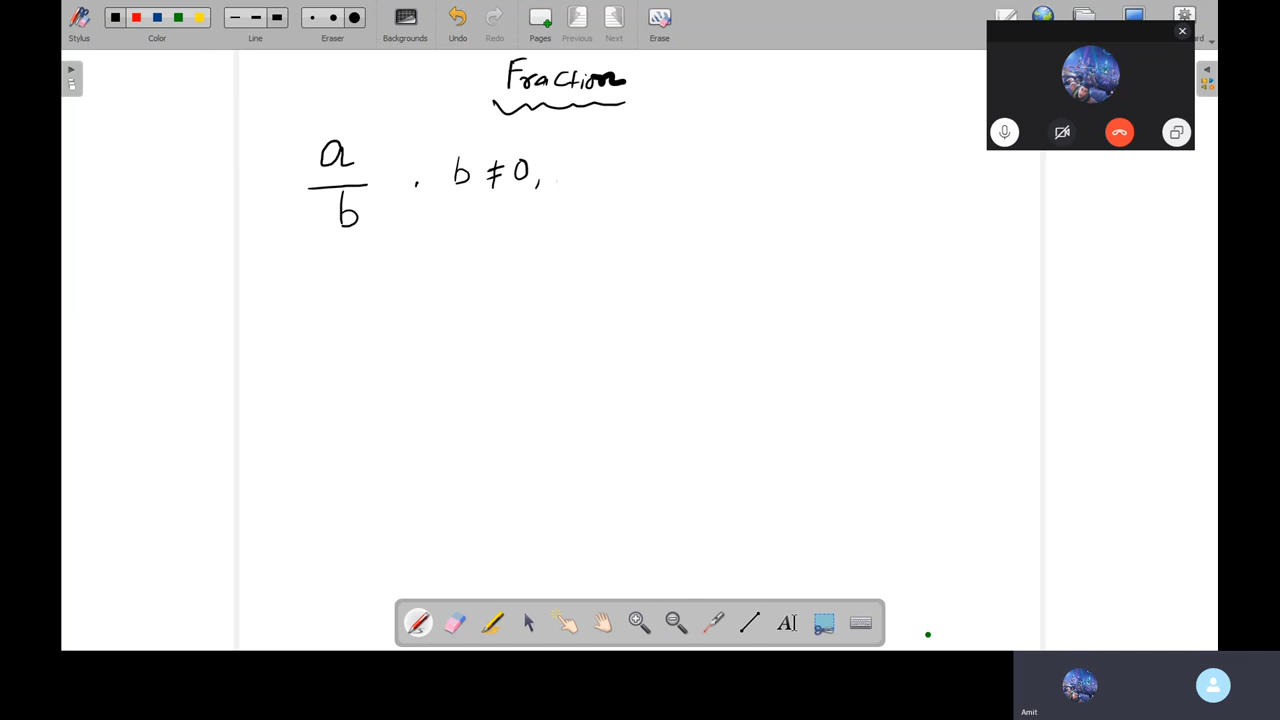 Stylus Color Line Eraser Backgrounds Undo Redo Pages Previous Next Erase
Fraction
a
b
. b ≠ 0,
Amit